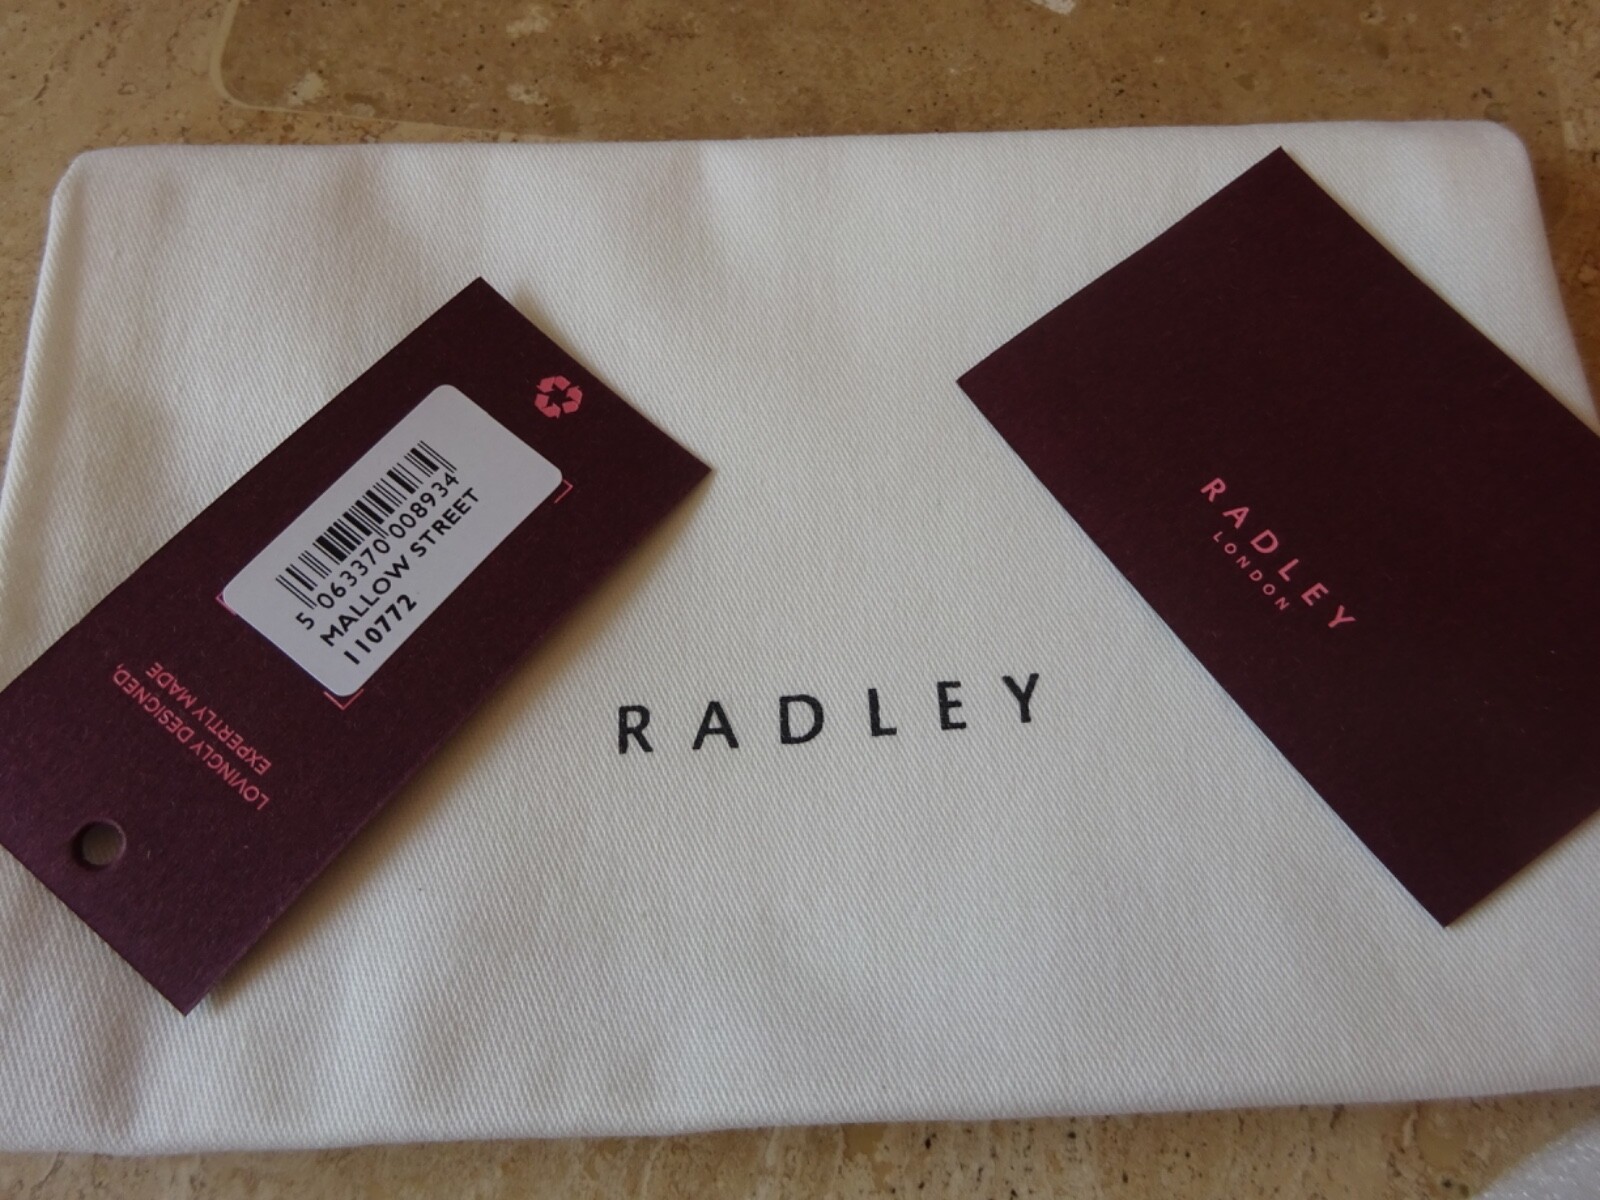 5 063370 008934
MALLOW STREET
110772
LOVINGLY DESIGNED,
EXPERTLY MADE
RADLEY
RADLEY
LONDON